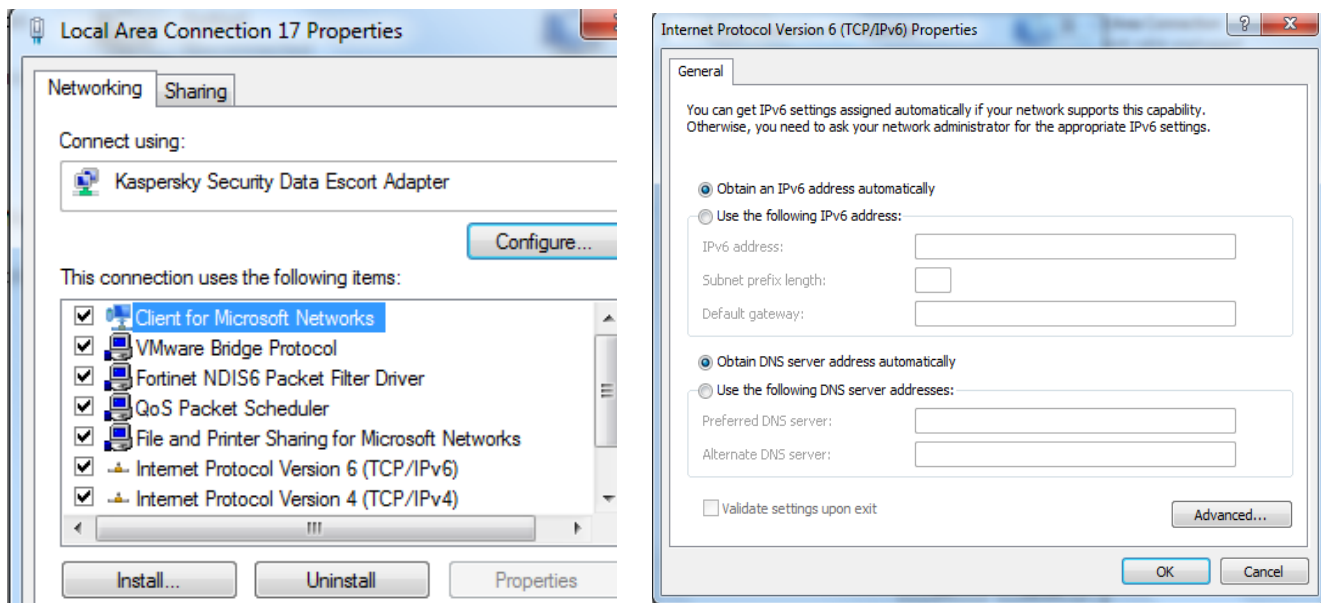 Local Area Connection 17 Properties
Networking
Sharing
Connect using:
Kaspersky Security Data Escort Adapter
Configure...
This connection uses the following items:
Client for Microsoft Networks
VMware Bridge Protocol
Fortinet NDIS6 Packet Filter Driver
QoS Packet Scheduler
File and Printer Sharing for Microsoft Networks
Internet Protocol Version 6 (TCP/IPv6)
Internet Protocol Version 4 (TCP/IPv4)
Install...
Uninstall
Properties
Internet Protocol Version 6 (TCP/IPv6) Properties
General
You can get IPv6 settings assigned automatically if your network supports this capability.
Otherwise, you need to ask your network administrator for the appropriate IPv6 settings.
Obtain an IPv6 address automatically
Use the following IPv6 address:
IPv6 address:
Subnet prefix length:
Default gateway:
Obtain DNS server address automatically
Use the following DNS server addresses:
Preferred DNS server:
Alternate DNS server:
Validate settings upon exit
Advanced...
OK
Cancel